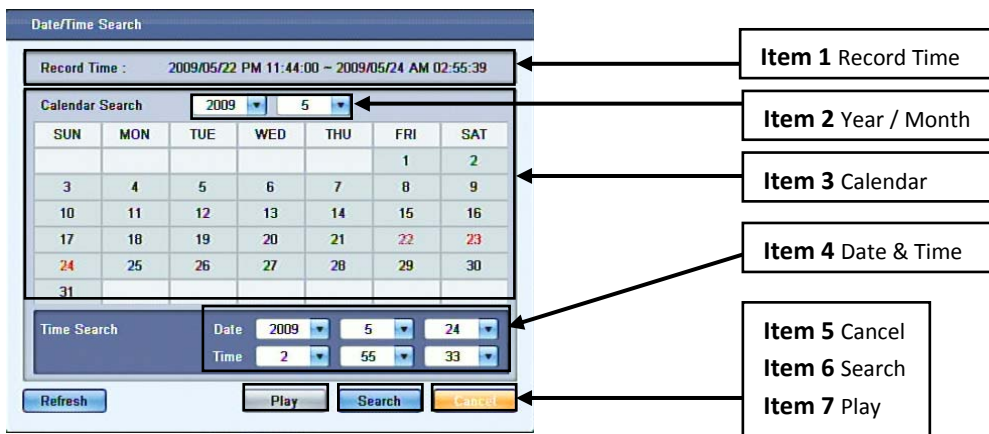 Date/Time Search
Record Time : 2009/05/22 PM 11:44:00 ~ 2009/05/24 AM 02:55:39
Calendar Search 2009 5
SUN MON TUE WED THU FRI SAT
1 2
3 4 5 6 7 8 9
10 11 12 13 14 15 16
17 18 19 20 21 22 23
24 25 26 27 28 29 30
31
Time Search Date 2009 5 24
Time 2 55 33
Refresh Play Search Cancel
Item 1 Record Time
Item 2 Year / Month
Item 3 Calendar
Item 4 Date & Time
Item 5 Cancel
Item 6 Search
Item 7 Play